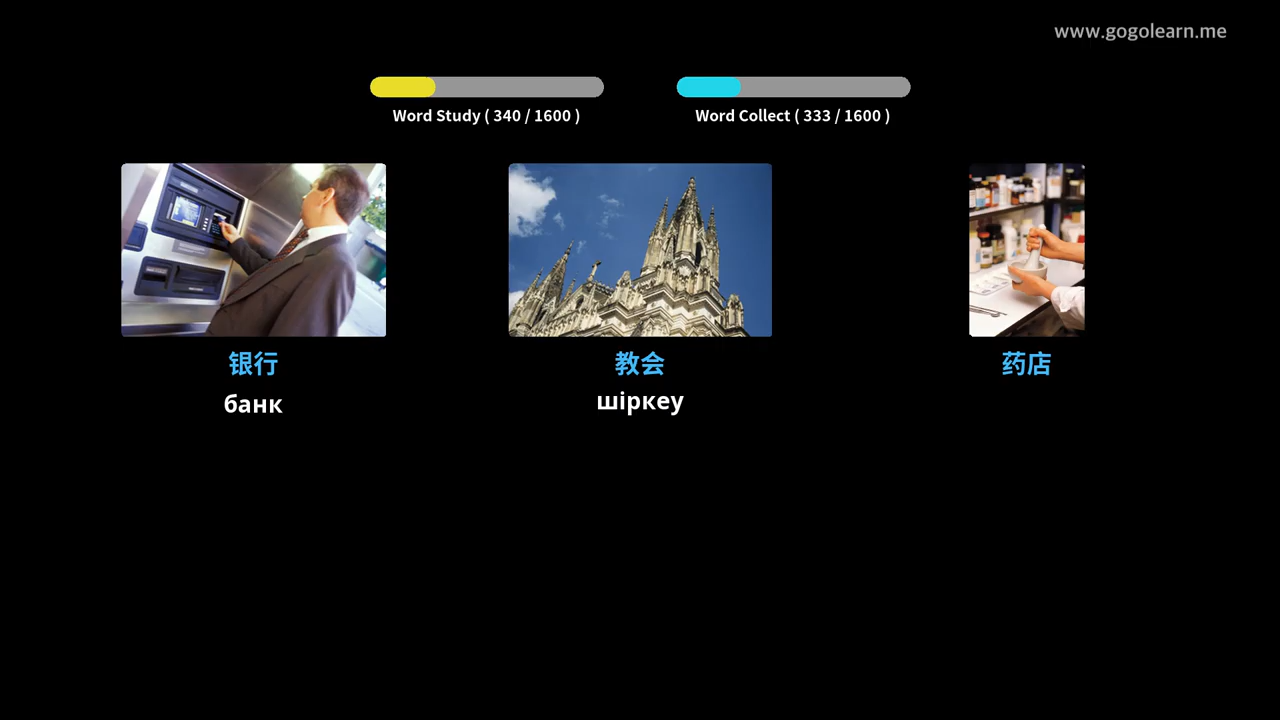 www.gogolearn.me
Word Study ( 340 / 1600 )
Word Collect ( 333 / 1600 )
银行
教会
药店
банк
шіркеу